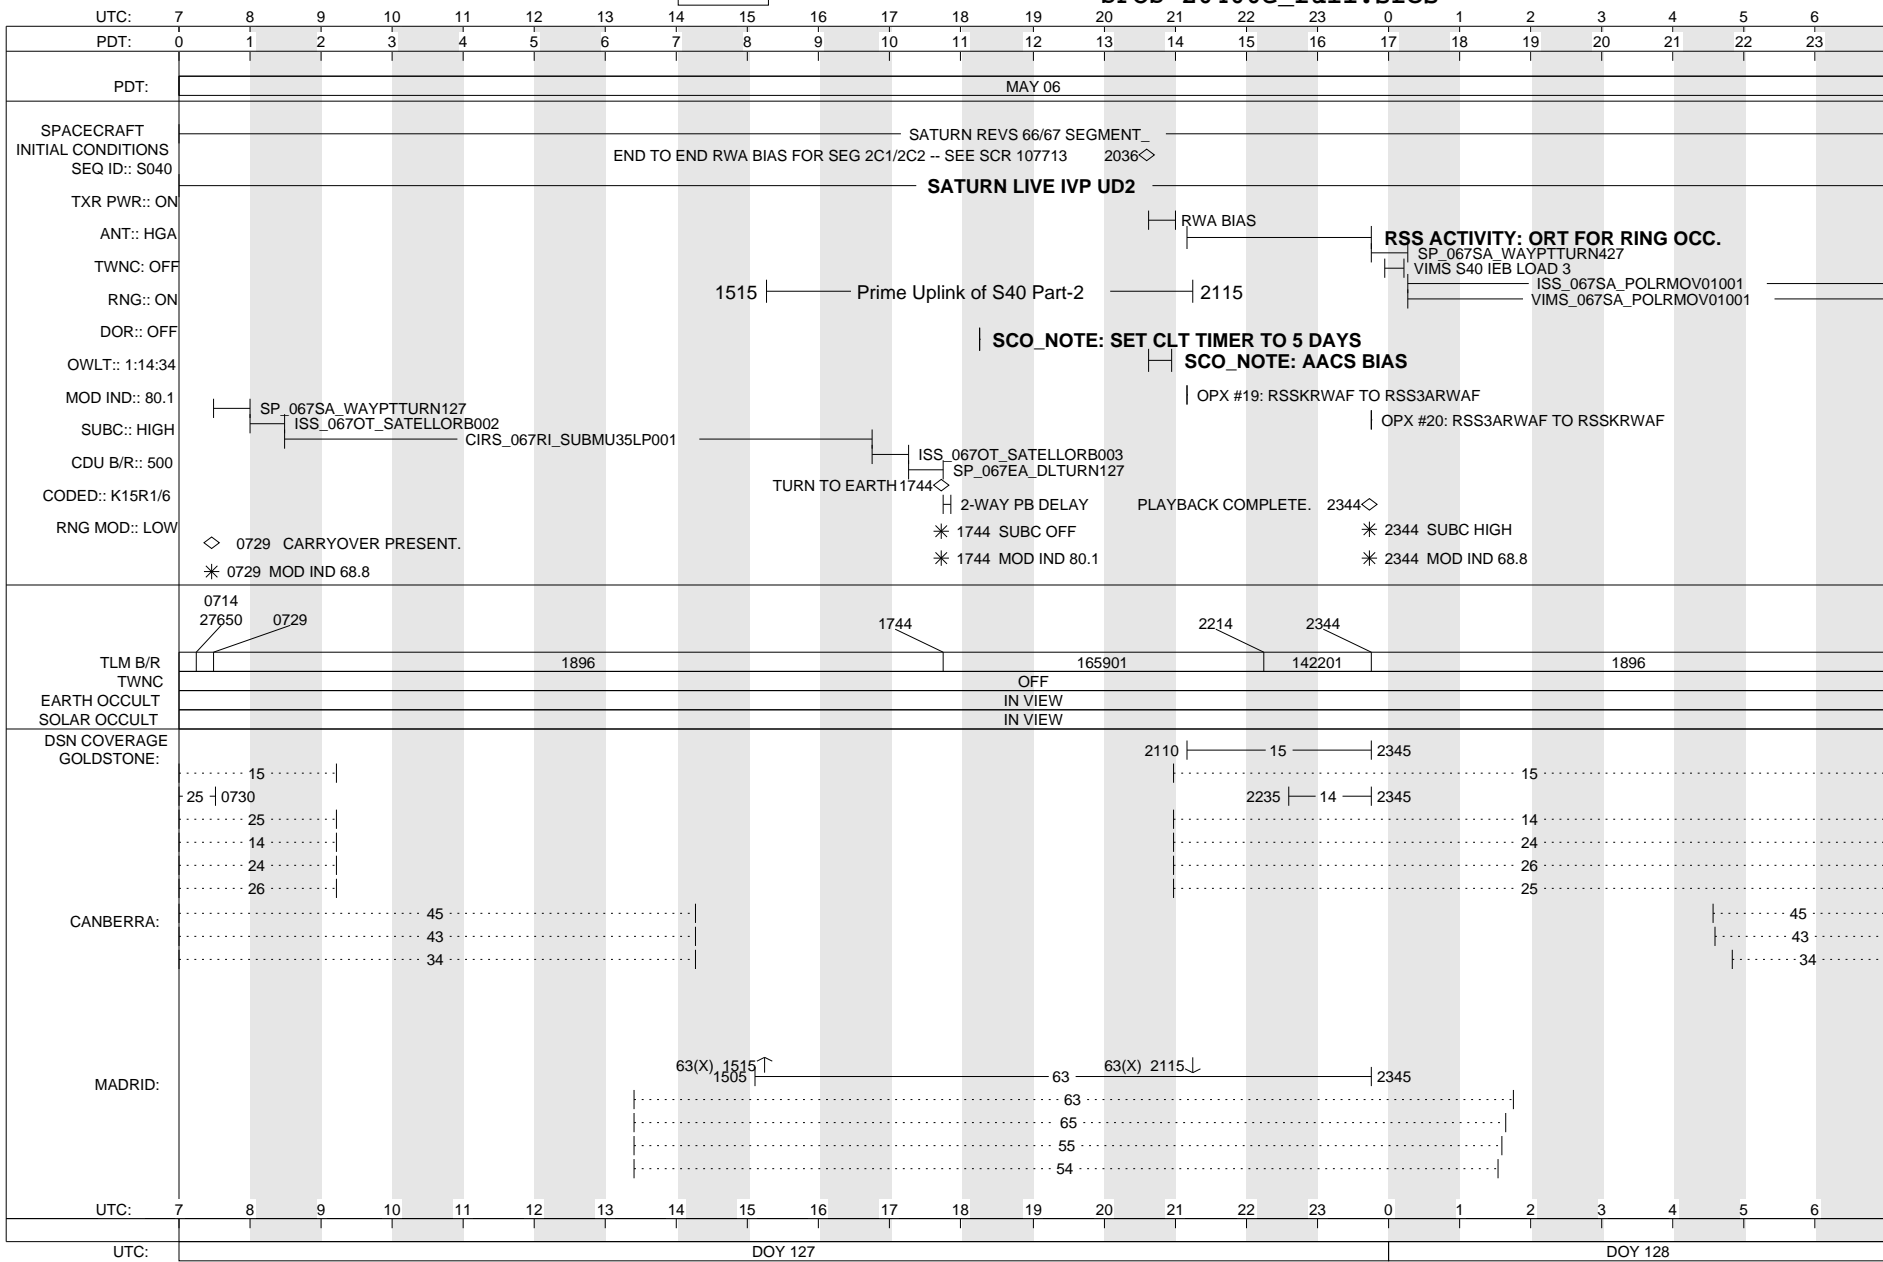 UTC: 7 8 9 10 11 12 13 14 15 16 17 18 19 20 21 22 23 0 1 2 3 4 5 6
PDT: 0 1 2 3 4 5 6 7 8 9 10 11 12 13 14 15 16 17 18 19 20 21 22 23
PDT: MAY 06
SPACECRAFT
INITIAL CONDITIONS
SEQ ID:: S040
TXR PWR:: ON
ANT:: HGA
TWNC: OFF
RNG:: ON
DOR:: OFF
OWLT:: 1:14:34
MOD IND:: 80.1
SUBC:: HIGH
CDU B/R:: 500
CODED:: K15R1/6
RNG MOD:: LOW
SATURN REVS 66/67 SEGMENT_
END TO END RWA BIAS FOR SEG 2C1/2C2 -- SEE SCR 107713 2036
SATURN LIVE IVP UD2
RWA BIAS
RSS ACTIVITY: ORT FOR RING OCC.
SP_067SA_WAYPTTURN427
VIMS S40 IEB LOAD 3
ISS_067SA_POLRMOV01001
VIMS_067SA_POLRMOV01001
1515 Prime Uplink of S40 Part-2 2115
SCO_NOTE: SET CLT TIMER TO 5 DAYS
SCO_NOTE: AACS BIAS
OPX #19: RSSKRWAF TO RSS3ARWAF
OPX #20: RSS3ARWAF TO RSSKRWAF
SP_067SA_WAYPTTURN127
ISS_067OT_SATELLORB002
CIRS_067RI_SUBMU35LP001
ISS_067OT_SATELLORB003
SP_067EA_DLTURN127
TURN TO EARTH 1744
2-WAY PB DELAY
PLAYBACK COMPLETE. 2344
1744 SUBC OFF
2344 SUBC HIGH
0729 CARRYOVER PRESENT.
1744 MOD IND 80.1
2344 MOD IND 68.8
0729 MOD IND 68.8
0714
27650 0729 1744 2214 2344
TLM B/R 1896 165901 142201 1896
TWNC OFF
EARTH OCCULT IN VIEW
SOLAR OCCULT IN VIEW
DSN COVERAGE
GOLDSTONE:
2110 15 2345
15 15
25 0730 2235 14 2345
25 14
14 24
24 26
26 25
CANBERRA:
45 45
43 43
34 34
MADRID:
63(X) 1515 63(X) 2115
1505 63 2345
63
65
55
54
UTC: 7 8 9 10 11 12 13 14 15 16 17 18 19 20 21 22 23 0 1 2 3 4 5 6
UTC: DOY 127 DOY 128